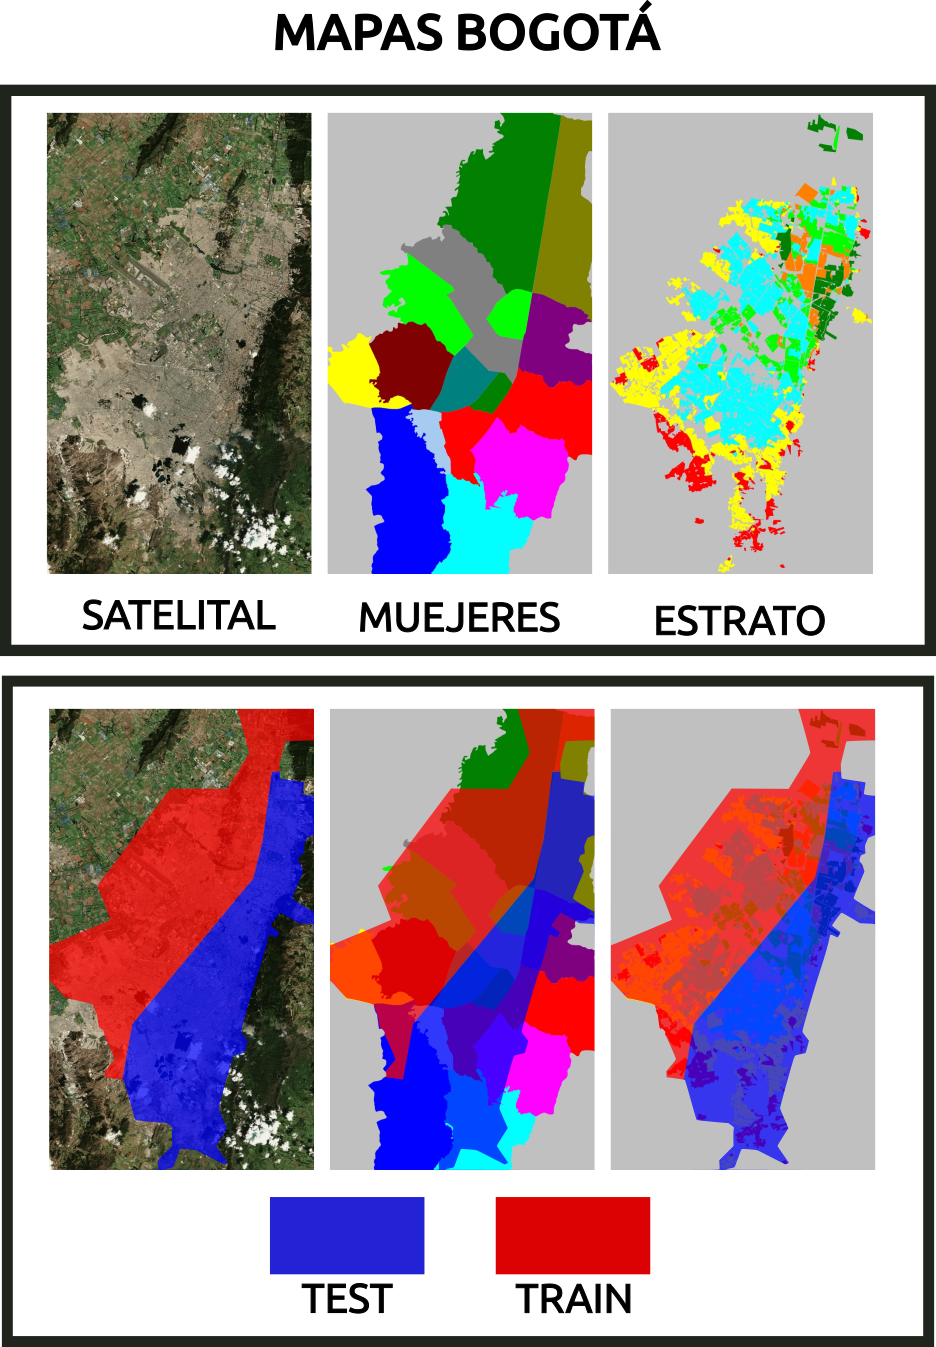 MAPAS BOGOTÁ
SATELITAL
MUEJERES
ESTRATO
TEST
TRAIN